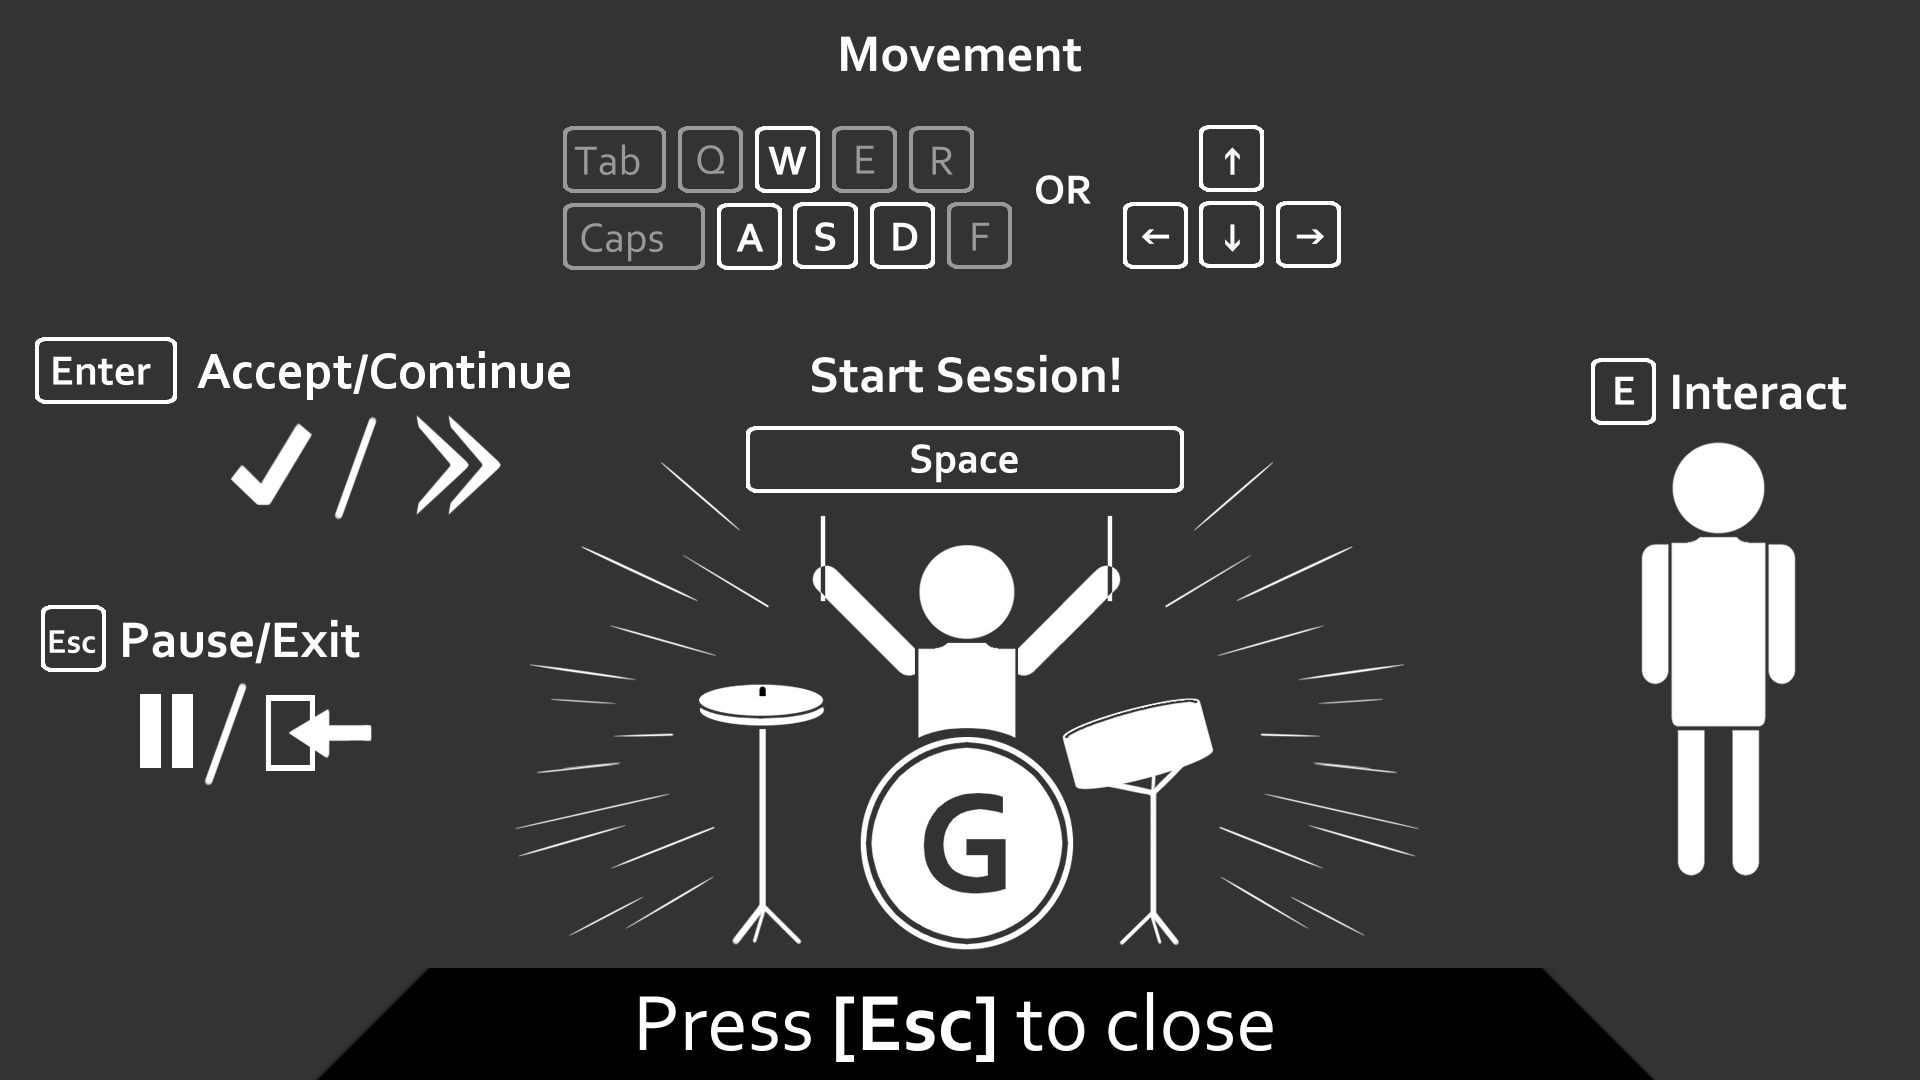 Movement
Tab Q W E R
Caps A S D F
OR
↑
← ↓ →
Enter Accept/Continue
Start Session!
Space
E Interact
Esc Pause/Exit
G
Press [Esc] to close